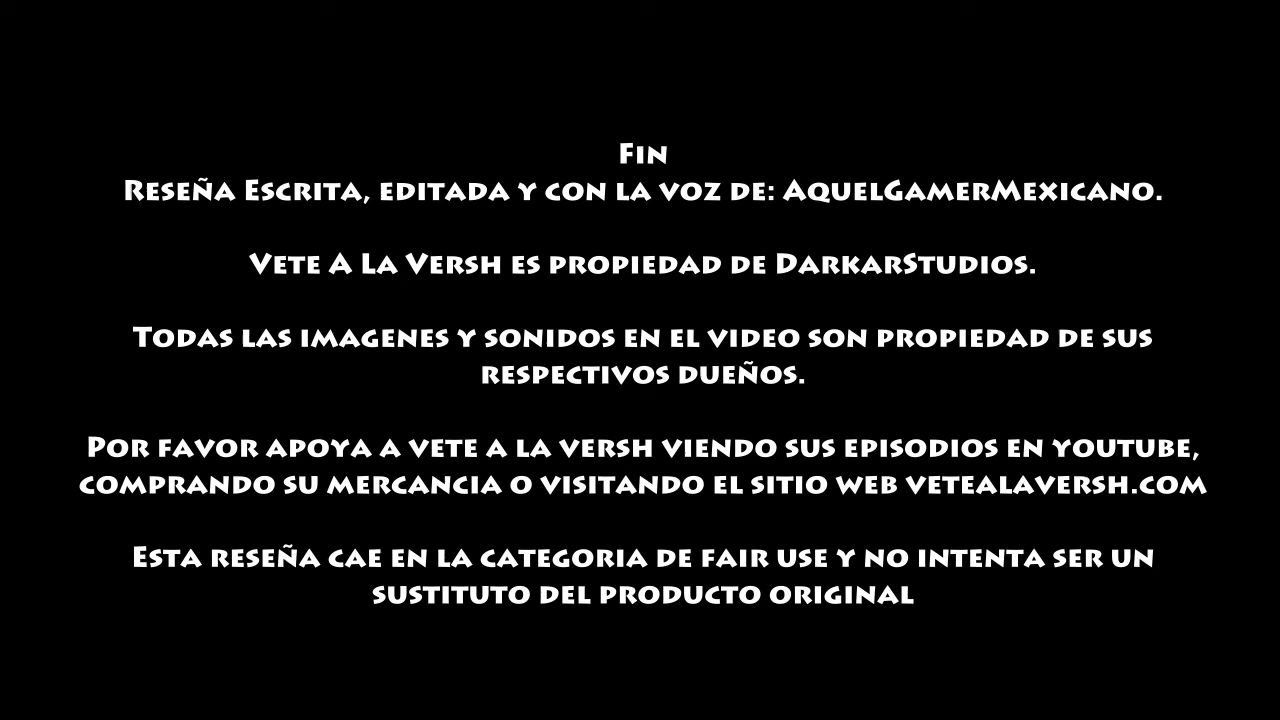 Fin
Reseña Escrita, editada y con la voz de: AquelGamerMexicano.
Vete A La Versh es propiedad de DarkarStudios.
Todas las imagenes y sonidos en el video son propiedad de sus
respectivos dueños.
Por favor apoya a vete a la versh viendo sus episodios en youtube,
comprando su mercancia o visitando el sitio web vetealaversh.com
Esta reseña cae en la categoria de fair use y no intenta ser un
sustituto del producto original